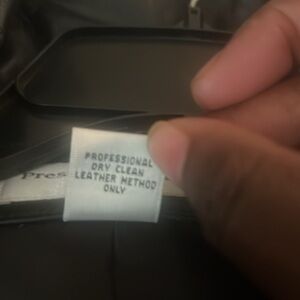 PROFESSIONAL
DRY CLEAN
LEATHER METHOD
ONLY